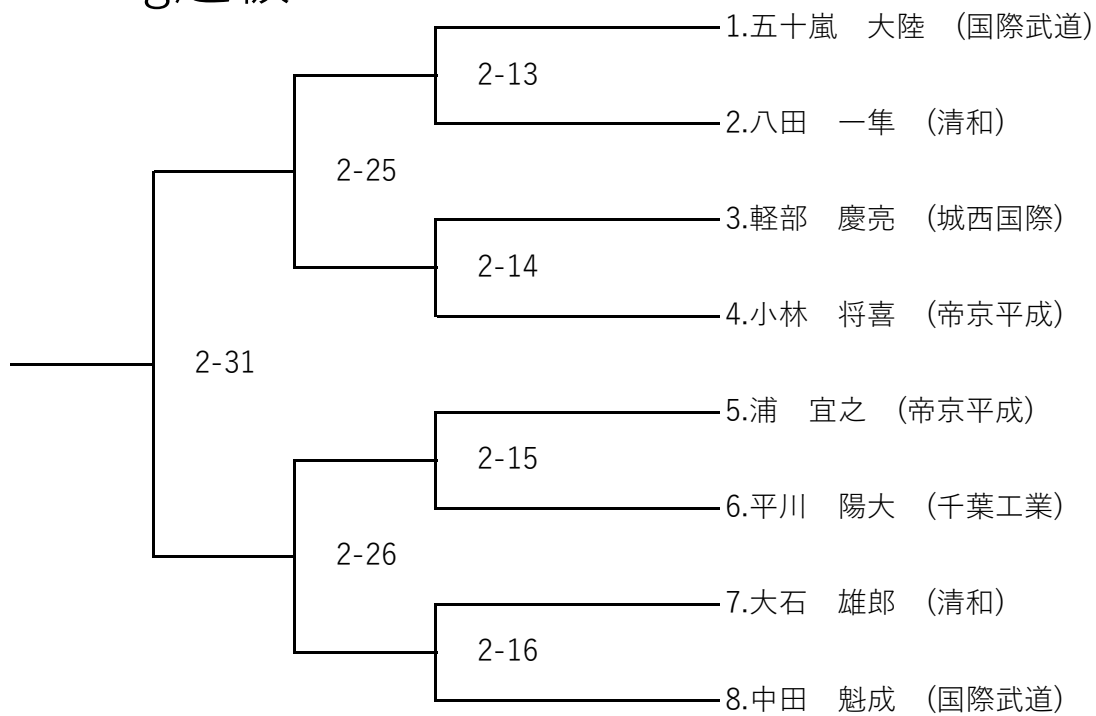 1.五十嵐　大陸　(国際武道)
2-13
2.八田　一隼　(清和)
2-25
3.軽部　慶亮　(城西国際)
2-14
4.小林　将喜　(帝京平成)
2-31
5.浦　宜之　(帝京平成)
2-15
6.平川　陽大　(千葉工業)
2-26
7.大石　雄郎　(清和)
2-16
8.中田　魁成　(国際武道)